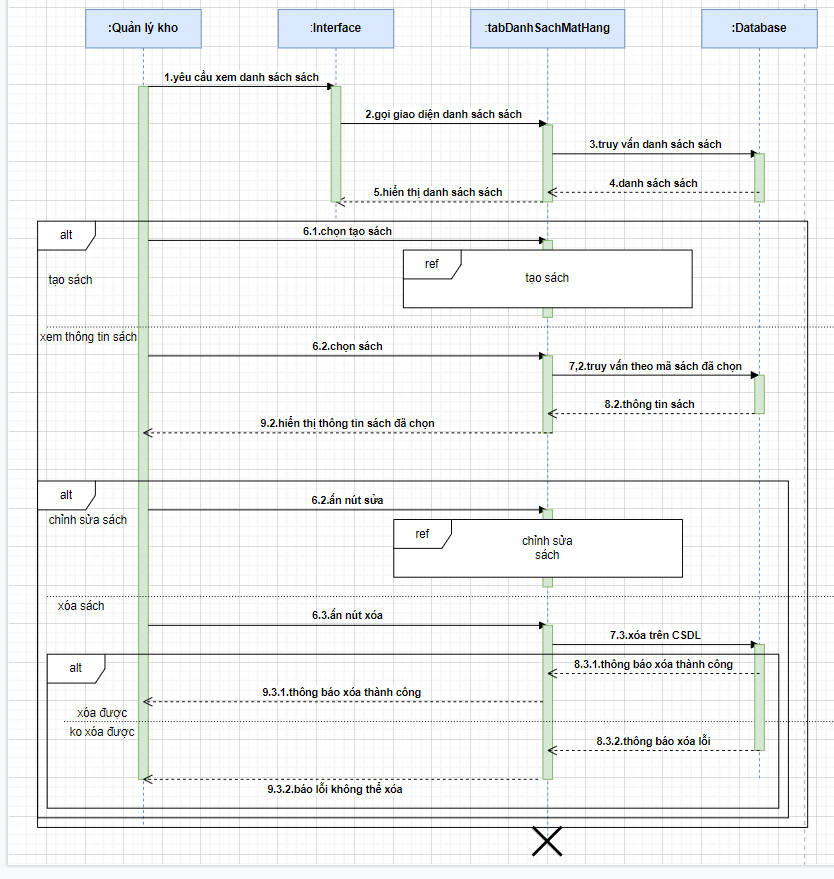 :Quản lý kho
:Interface
:tabDanhSachMatHang
:Database
1.yêu cầu xem danh sách sách
2.gọi giao diện danh sách sách
3.truy vấn danh sách sách
4.danh sách sách
5.hiển thị danh sách sách
alt
6.1.chọn tạo sách
ref
tạo sách
tạo sách
xem thông tin sách
6.2.chọn sách
7,2.truy vấn theo mã sách đã chọn
8.2.thông tin sách
9.2.hiển thị thông tin sách đã chọn
alt
6.2.ấn nút sửa
chỉnh sửa sách
ref
chỉnh sửa
sách
xóa sách
6.3.ấn nút xóa
7.3.xóa trên CSDL
alt
8.3.1.thông báo xóa thành công
9.3.1.thông báo xóa thành công
xóa được
ko xóa được
8.3.2.thông báo xóa lỗi
9.3.2.báo lỗi không thể xóa